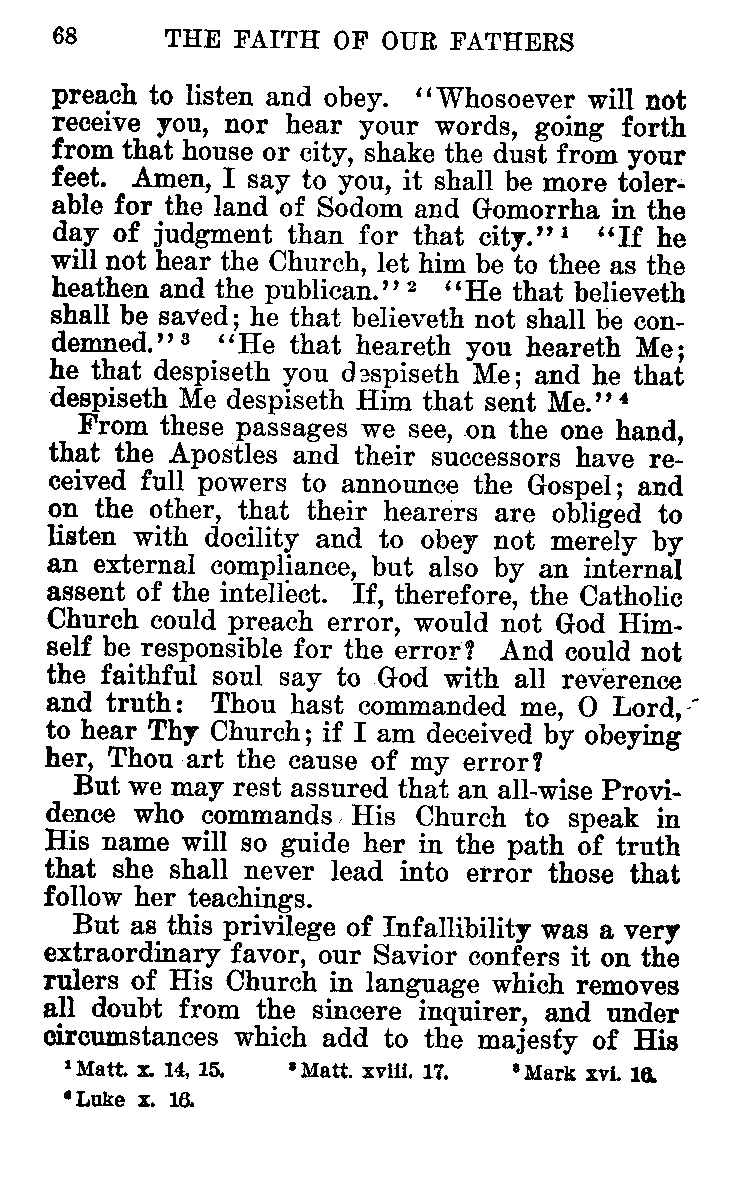 68 THE FAITH OF OUR FATHERS
preach to listen and obey. “Whosoever will not
receive you, nor hear your words, going forth
from that house or city, shake the dust from your
feet. Amen, I say to you, it shall be more toler-
able for the land of Sodom and Gomorrha in the
day of judgment than for that city.”¹ “If he
will not hear the Church, let him be to thee as the
heathen and the publican.”² “He that believeth
shall be saved; he that believeth not shall be con-
demned.”³ “He that heareth you heareth Me;
he that despiseth you despiseth Me; and he that
despiseth Me despiseth Him that sent Me.”⁴
From these passages we see, on the one hand,
that the Apostles and their successors have re-
ceived full powers to announce the Gospel; and
on the other, that their hearers are obliged to
listen with docility and to obey not merely by
an external compliance, but also by an internal
assent of the intellect. If, therefore, the Catholic
Church could preach error, would not God Him-
self be responsible for the error? And could not
the faithful soul say to God with all reverence
and truth: Thou hast commanded me, O Lord,
to hear Thy Church; if I am deceived by obeying
her, Thou art the cause of my error?
But we may rest assured that an all-wise Provi-
dence who commands His Church to speak in
His name will so guide her in the path of truth
that she shall never lead into error those that
follow her teachings.
But as this privilege of Infallibility was a very
extraordinary favor, our Savior confers it on the
rulers of His Church in language which removes
all doubt from the sincere inquirer, and under
circumstances which add to the majesty of His
¹ Matt. x. 14, 15. ² Matt. xviii. 17. ³ Mark xvi. 16.
⁴ Luke x. 16.